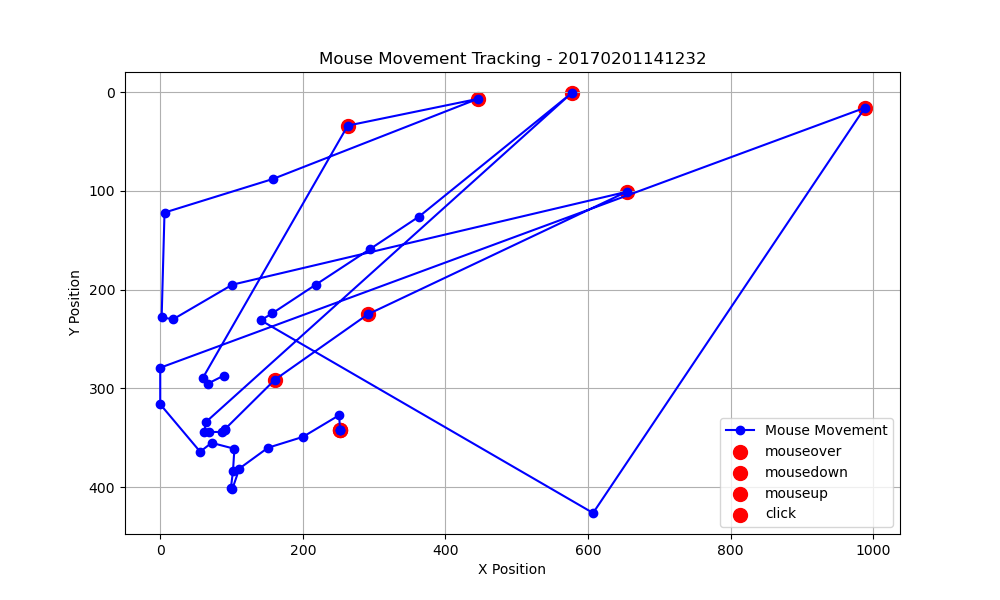 Mouse Movement Tracking - 20170201141232
Y Position
0
100
200
300
400
Mouse Movement
mouseover
mousedown
mouseup
click
0 200 400 600 800 1000
X Position